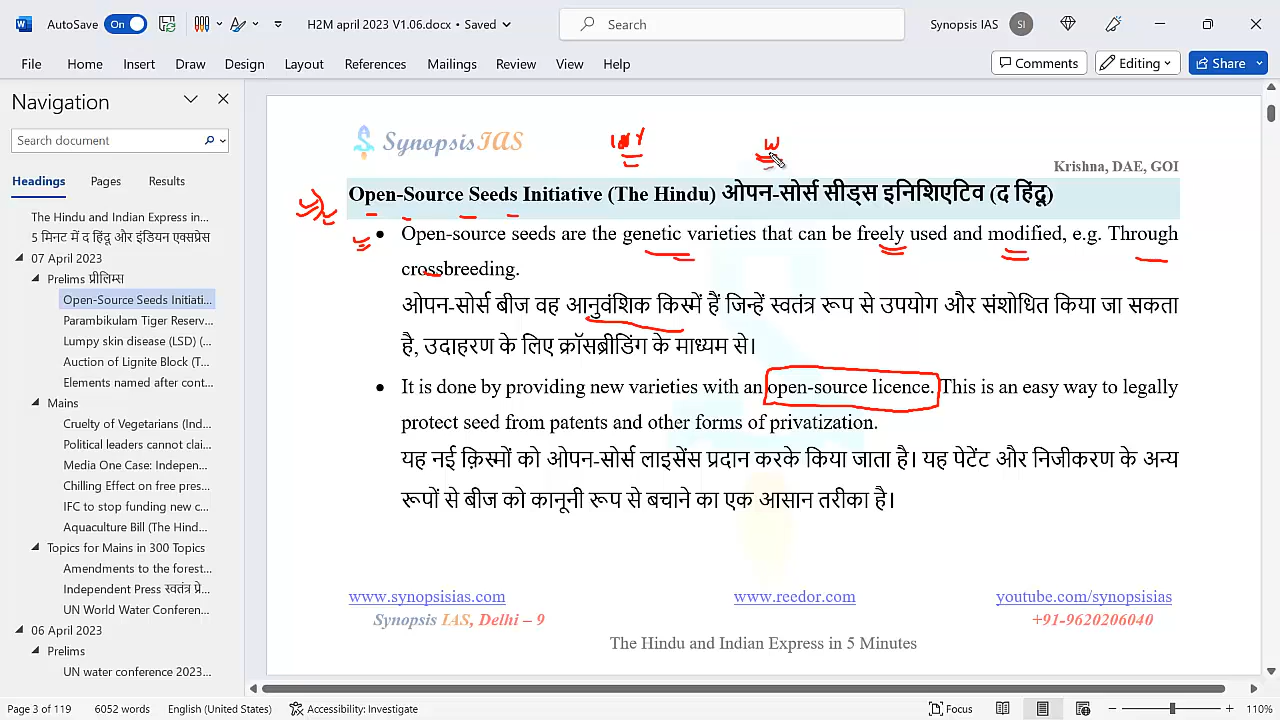 AutoSave On H2M april 2023 V1.06.docx • Saved Search Synopsis IAS SI
File Home Insert Draw Design Layout References Mailings Review View Help Comments Editing Share
Navigation
Search document
Headings Pages Results
The Hindu and Indian Express in...
5 मिनट में द हिंदू और इंडियन एक्सप्रेस
07 April 2023
Prelims प्रीलिम्स
Open-Source Seeds Initiati...
Parambikulam Tiger Reserv...
Lumpy skin disease (LSD) (...
Auction of Lignite Block (T...
Elements named after cont...
Mains
Cruelty of Vegetarians (Ind...
Political leaders cannot clai...
Media One Case: Indepen...
Chilling Effect on free pres...
IFC to stop funding new c...
Aquaculture Bill (The Hind...
Topics for Mains in 300 Topics
Amendments to the forest...
Independent Press स्वतंत्र प्रे...
UN World Water Conferen...
06 April 2023
Prelims
UN water conference 2023...
SynopsisIAS
Krishna, DAE, GOI
Open-Source Seeds Initiative (The Hindu) ओपन-सोर्स सीड्स इनिशिएटिव (द हिंदू)
• Open-source seeds are the genetic varieties that can be freely used and modified, e.g. Through
crossbreeding.
ओपन-सोर्स बीज वह आनुवंशिक किस्में हैं जिन्हें स्वतंत्र रूप से उपयोग और संशोधित किया जा सकता
है, उदाहरण के लिए क्रॉसब्रीडिंग के माध्यम से।
• It is done by providing new varieties with an open-source licence. This is an easy way to legally
protect seed from patents and other forms of privatization.
यह नई क़िस्मों को ओपन-सोर्स लाइसेंस प्रदान करके किया जाता है। यह पेटेंट और निजीकरण के अन्य
रूपों से बीज को कानूनी रूप से बचाने का एक आसान तरीका है।
www.synopsisias.com www.reedor.com youtube.com/synopsisias
Synopsis IAS, Delhi – 9 +91-9620206040
The Hindu and Indian Express in 5 Minutes
Page 3 of 119 6052 words English (United States) Accessibility: Investigate Focus 110%